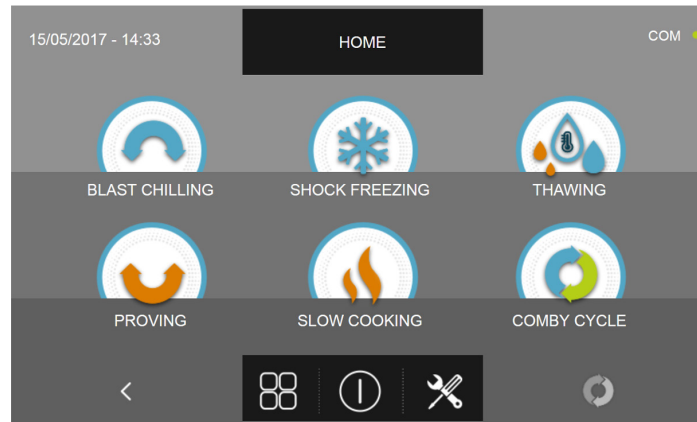 15/05/2017 - 14:33
HOME
COM
BLAST CHILLING
SHOCK FREEZING
THAWING
PROVING
SLOW COOKING
COMBY CYCLE